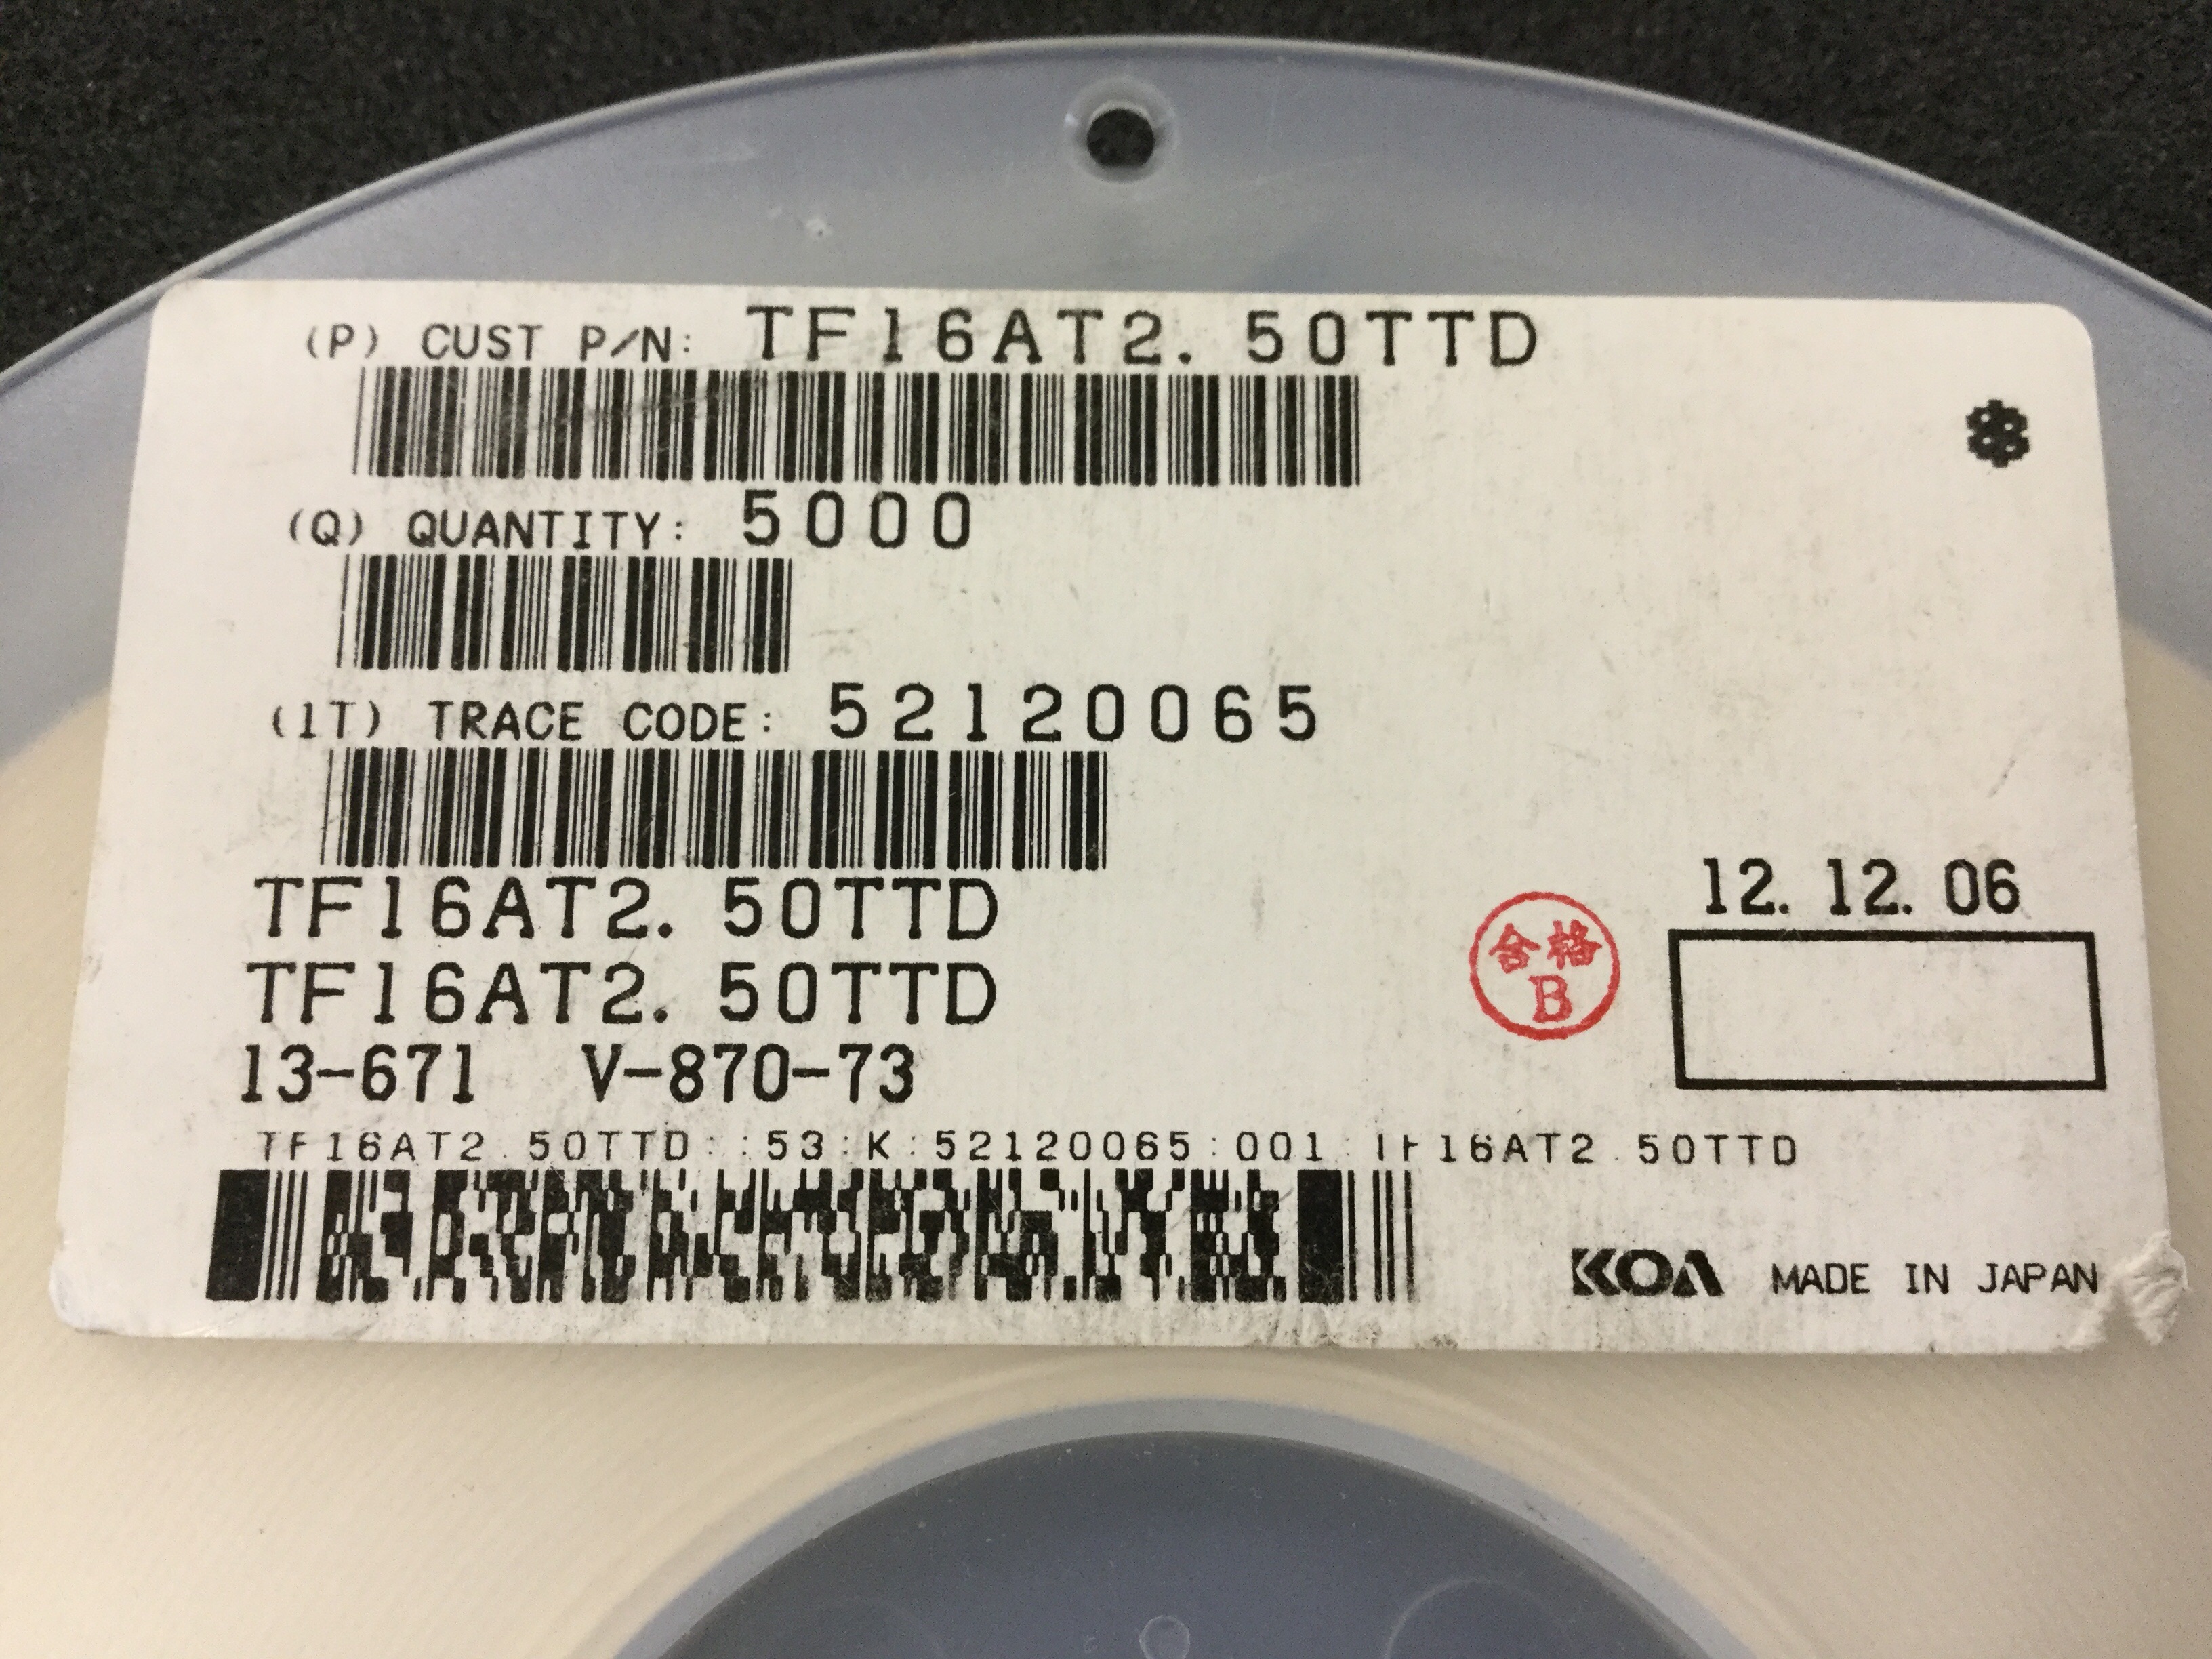 (P) CUST P/N: TF16AT2.50TTD
(Q) QUANTITY: 5000
(1T) TRACE CODE: 52120065
TF16AT2.50TTD
TF16AT2.50TTD
13-671 V-870-73
12.12.06
合格
B
TF16AT2.50TTD::53:K:52120065:001:TF16AT2.50TTD
KOA MADE IN JAPAN